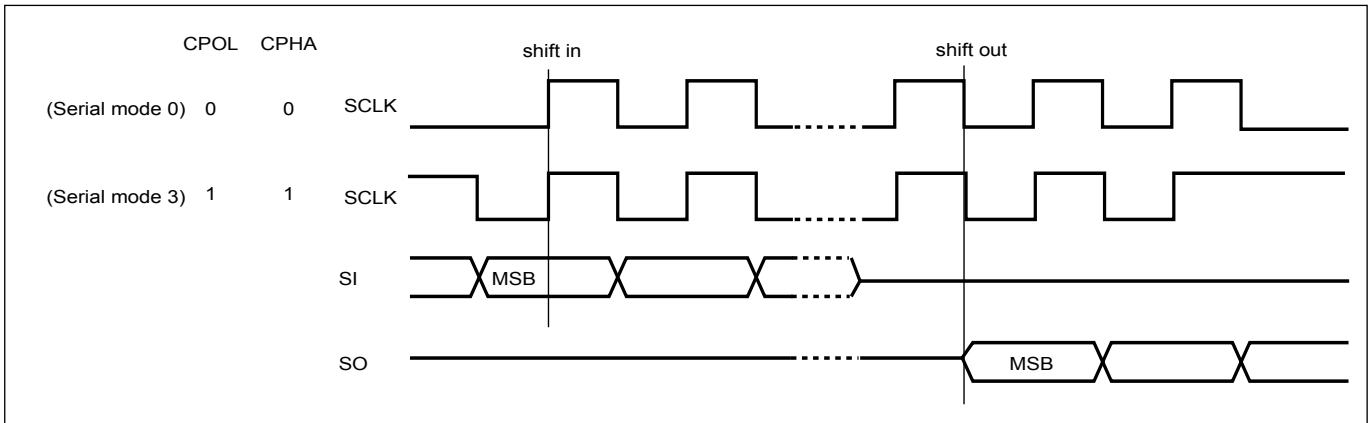 CPOL CPHA shift in shift out
(Serial mode 0) 0 0 SCLK
(Serial mode 3) 1 1 SCLK
SI MSB
SO MSB